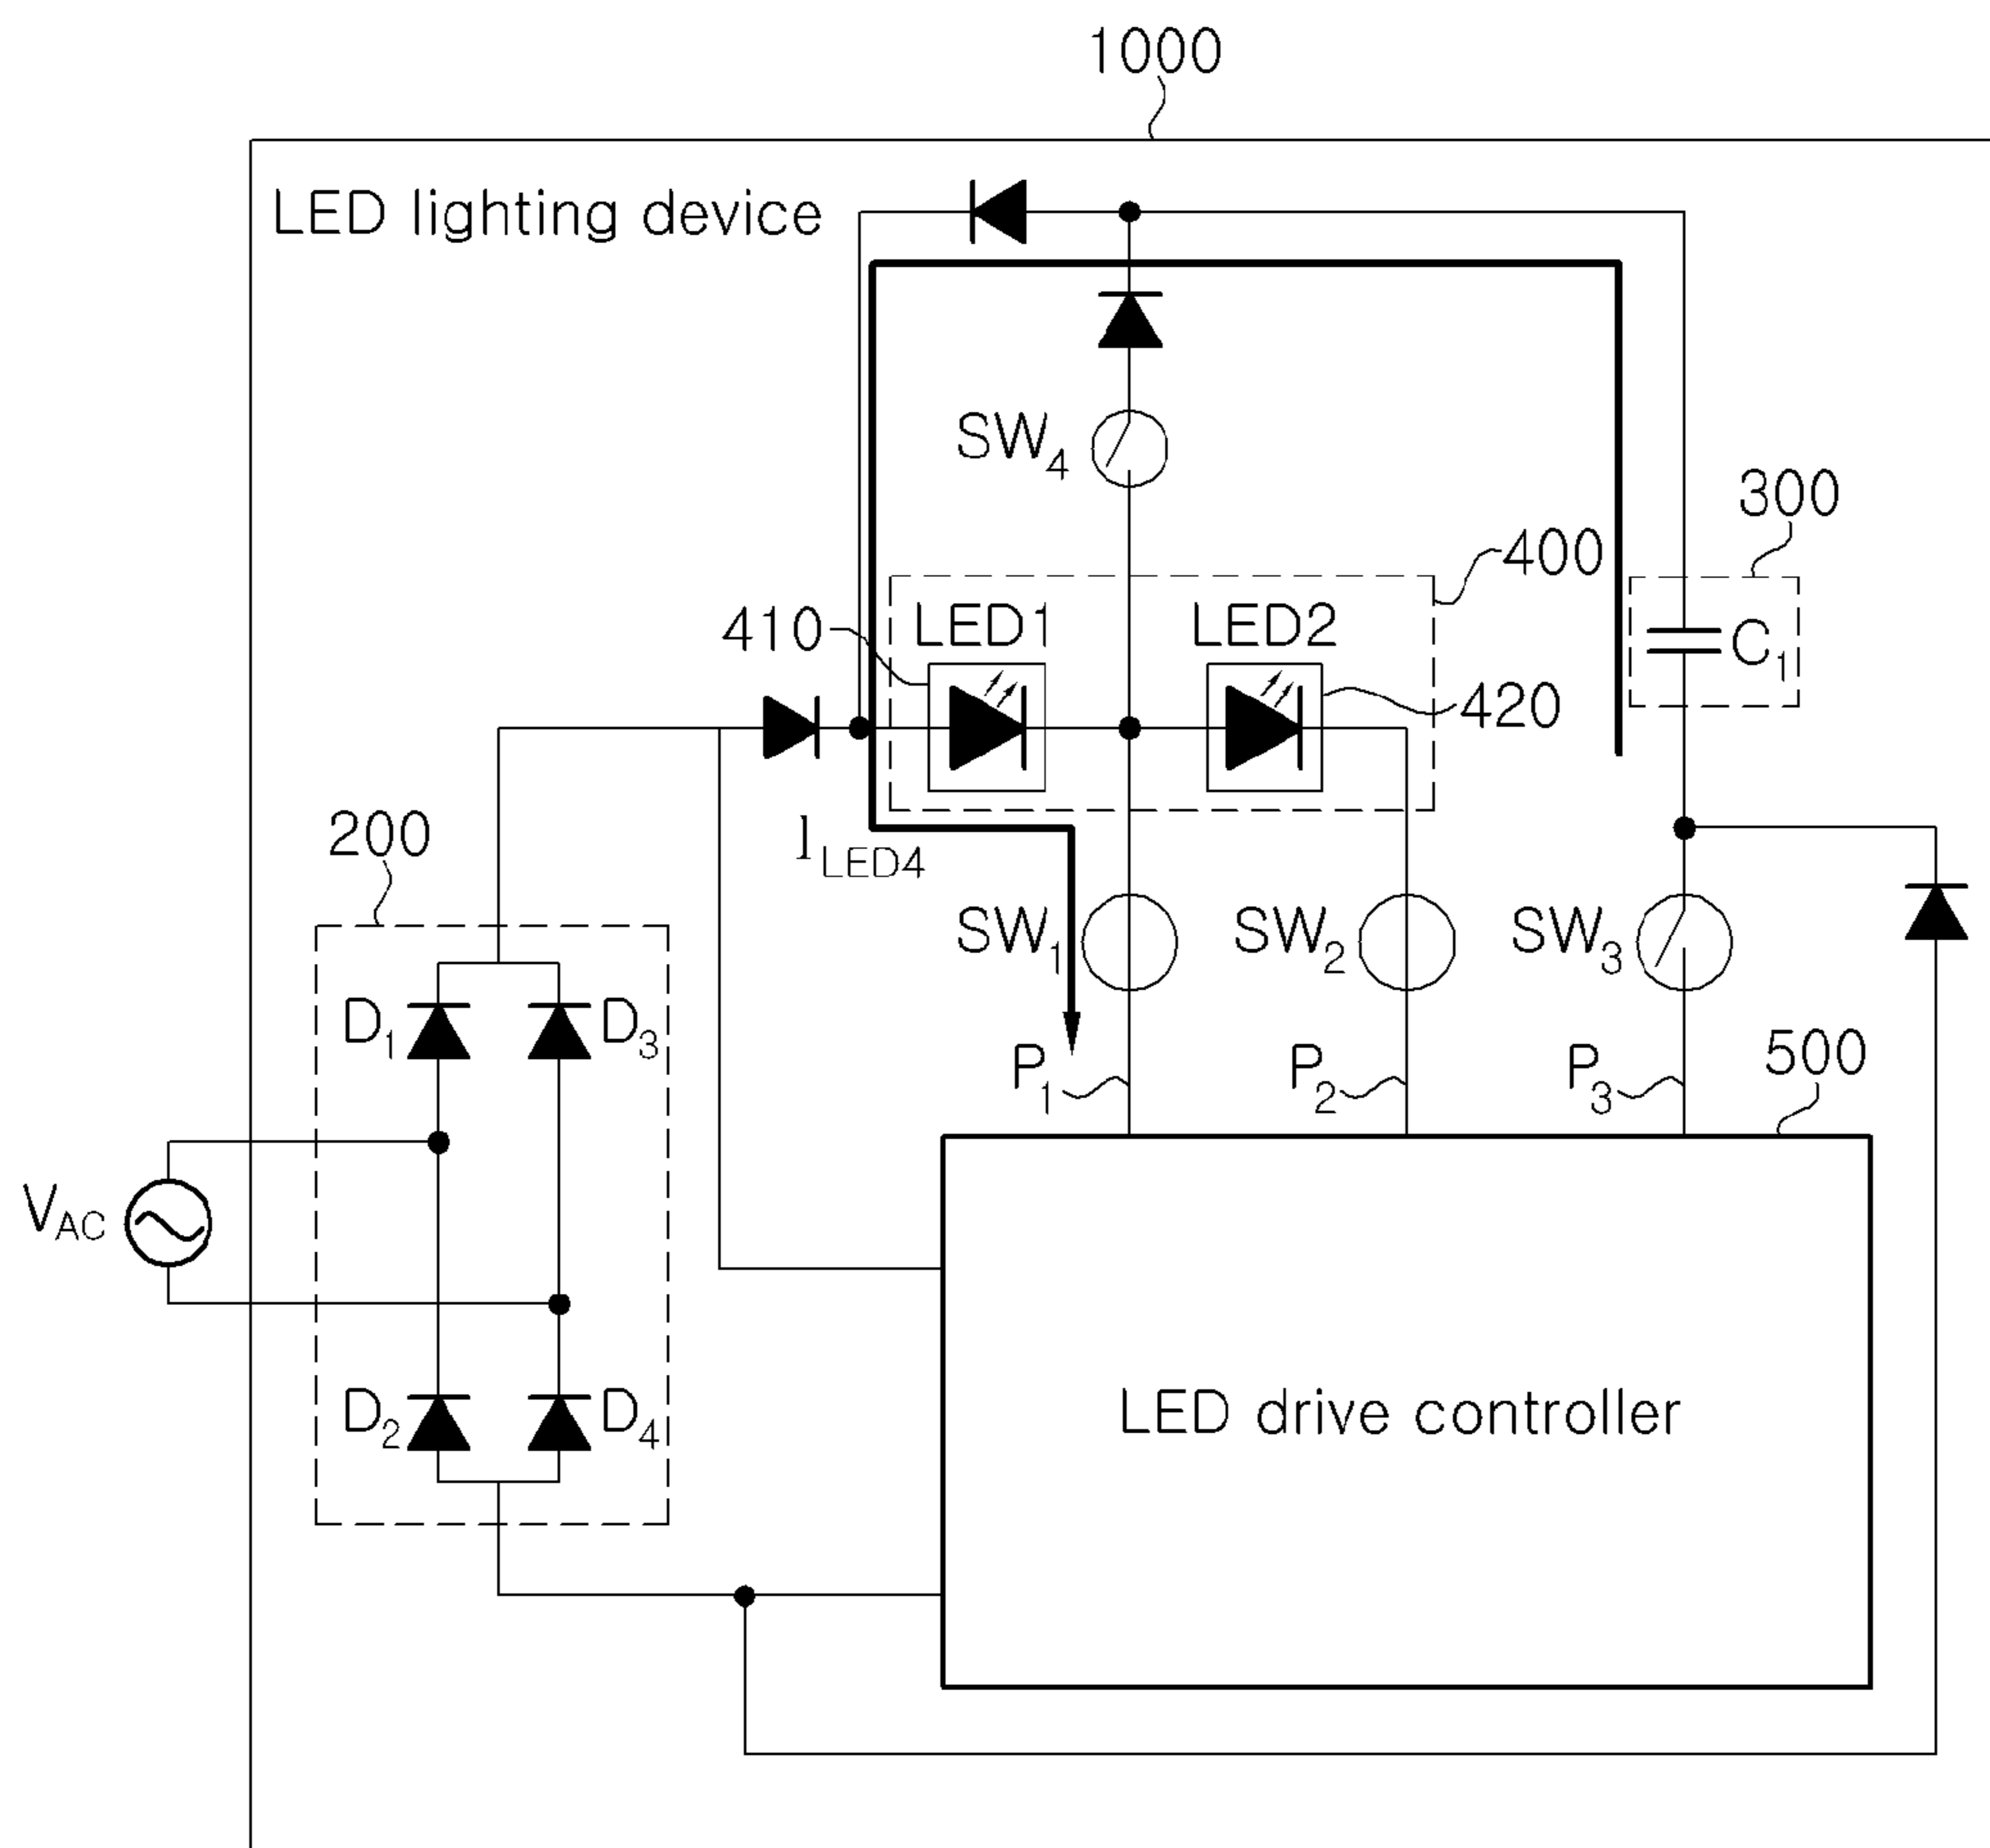 1000
LED lighting device
SW4
300
400
410
LED1
LED2
C1
420
200
ILED4
SW1
SW2
SW3
D1
D3
P1
P2
P3
500
VAC
LED drive controller
D2
D4